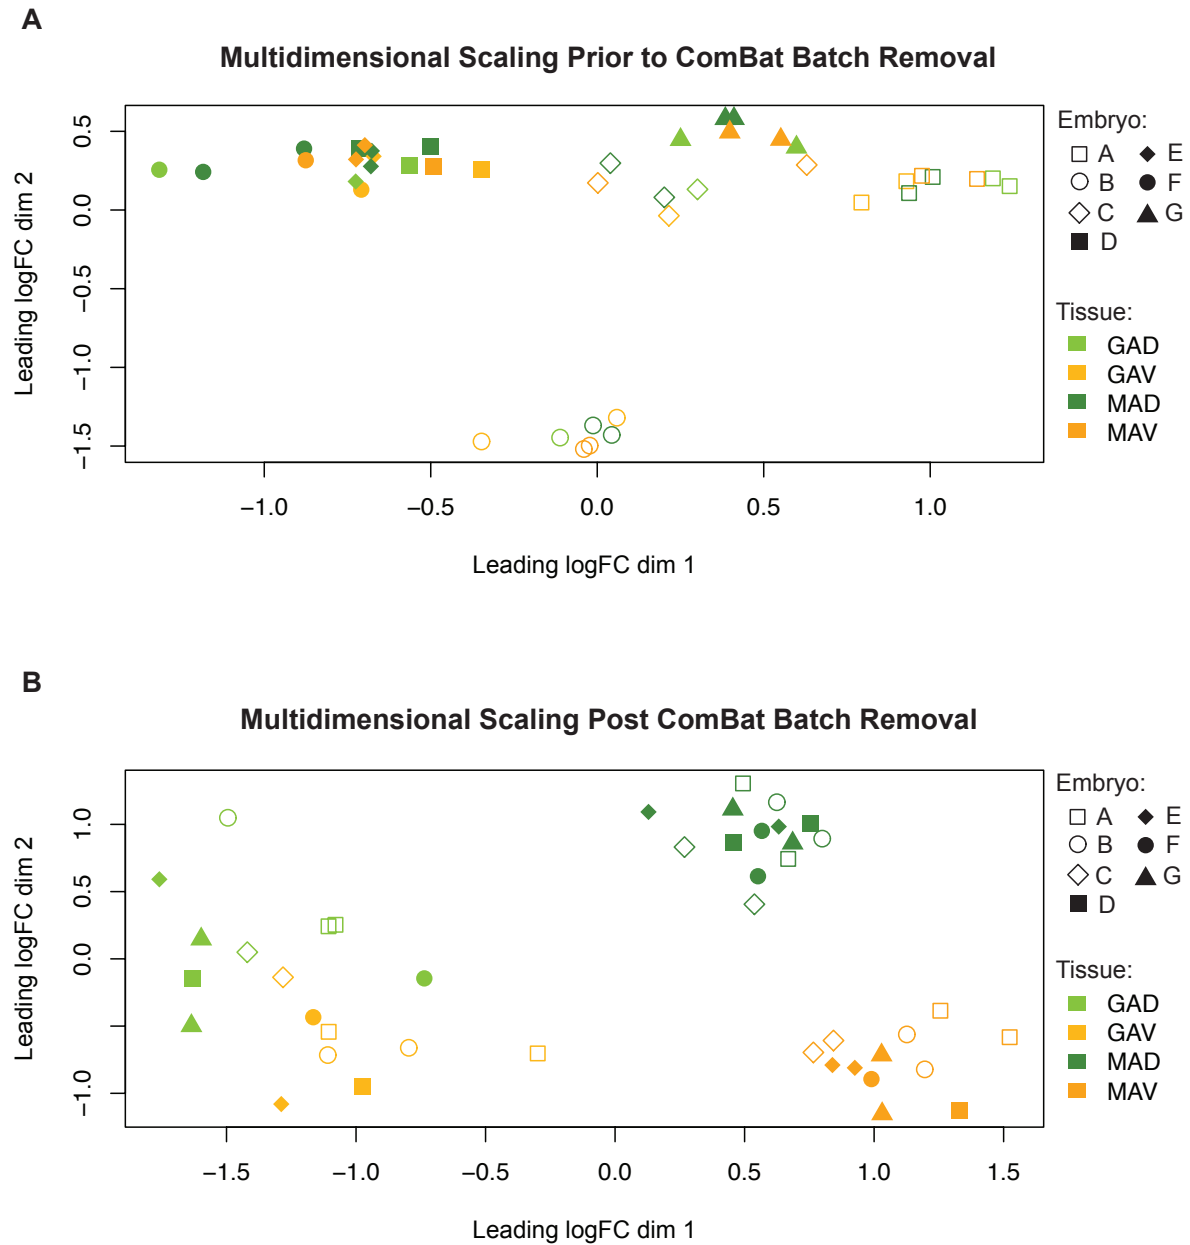 A
Multidimensional Scaling Prior to ComBat Batch Removal
Leading logFC dim 2
0.5
0.0
−0.5
−1.0
−1.5
−1.0
−0.5
0.0
0.5
1.0
Leading logFC dim 1
Embryo:
A
E
B
F
C
G
D
Tissue:
GAD
GAV
MAD
MAV
B
Multidimensional Scaling Post ComBat Batch Removal
Leading logFC dim 2
1.0
0.5
0.0
−1.0
−1.5
−1.0
−0.5
0.0
0.5
1.0
1.5
Leading logFC dim 1
Embryo:
A
E
B
F
C
G
D
Tissue:
GAD
GAV
MAD
MAV